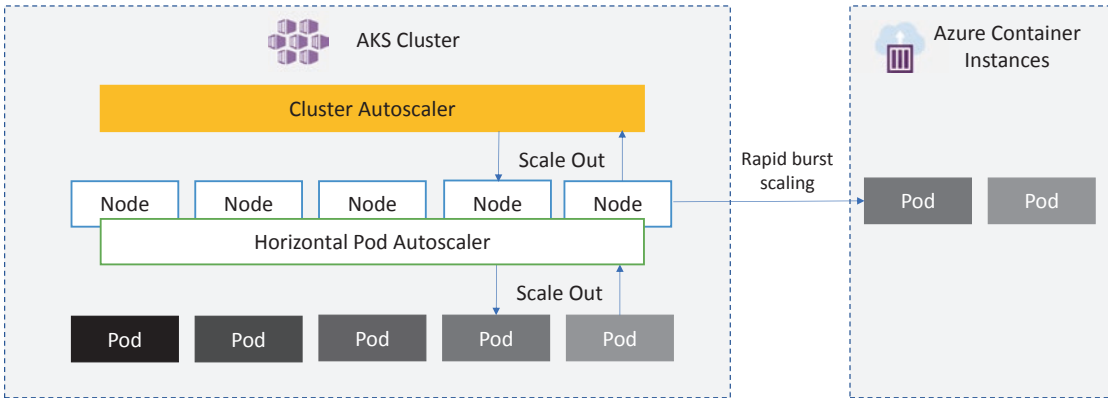 AKS Cluster
Cluster Autoscaler
Scale Out
Node
Node
Node
Node
Node
Horizontal Pod Autoscaler
Scale Out
Pod
Pod
Pod
Pod
Pod
Rapid burst
scaling
Azure Container
Instances
Pod
Pod